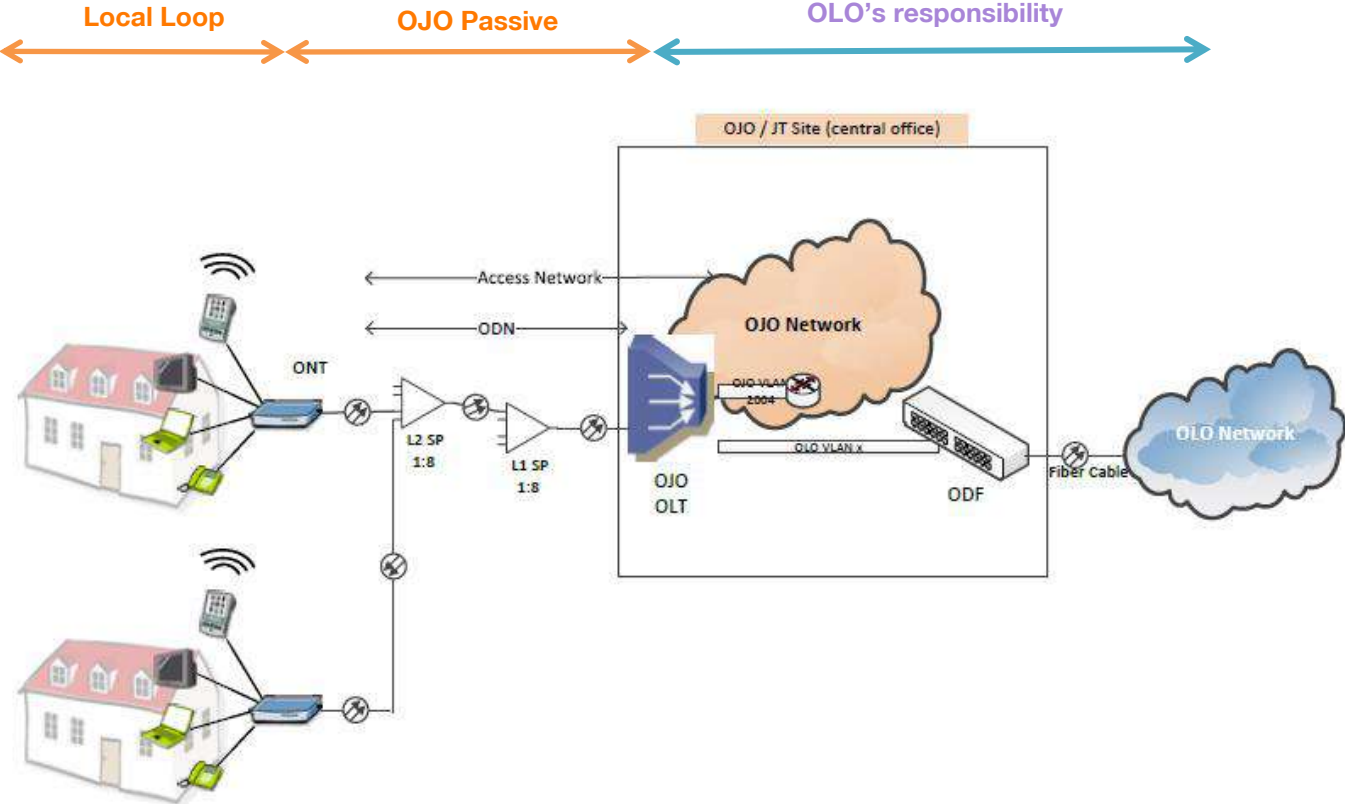 Local Loop
OJO Passive
OLO’s responsibility
OJO / JT Site (central office)
Access Network
ODN
OJO Network
ONT
OJO VLAN
2004
L2 SP
1:8
L1 SP
1:8
OLO VLAN x
OJO
OLT
ODF
Fiber Cable
OLO Network